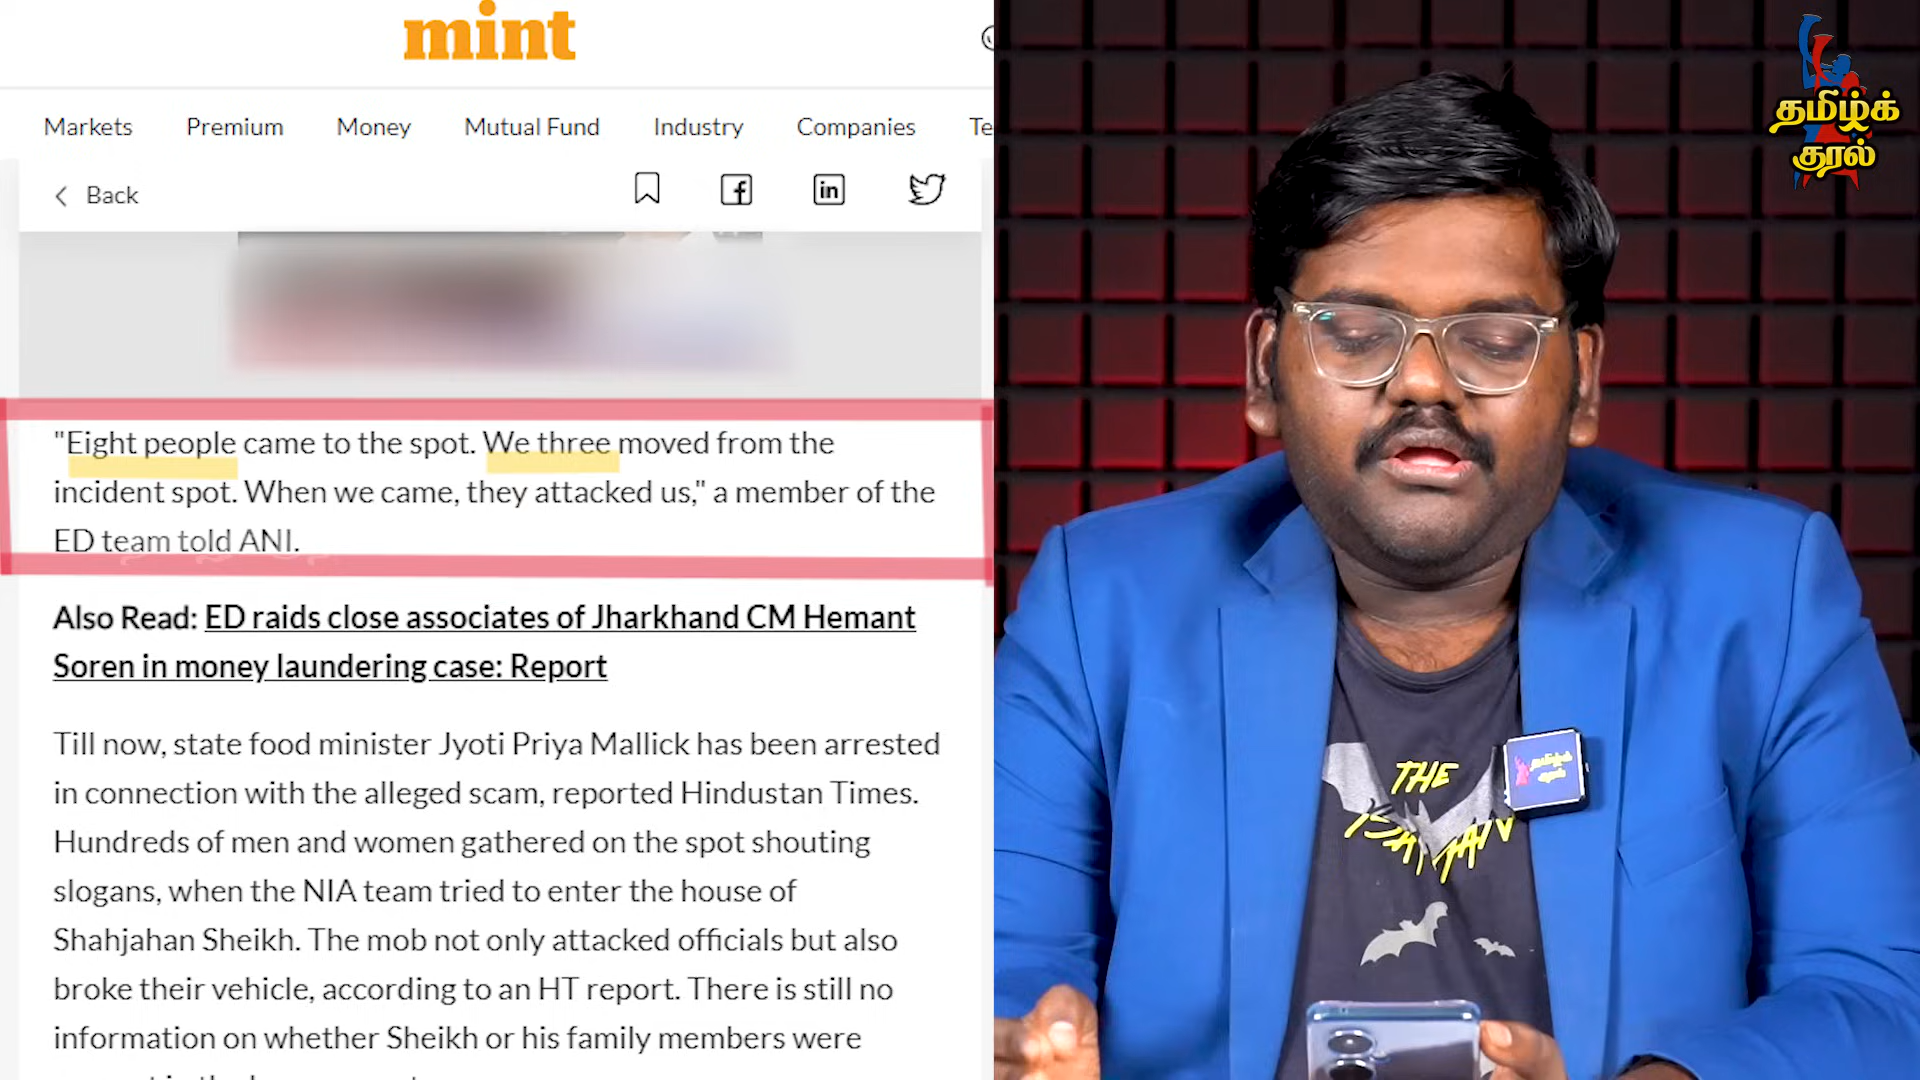 mint
Markets Premium Money Mutual Fund Industry Companies Te
Back
"Eight people came to the spot. We three moved from the
incident spot. When we came, they attacked us," a member of the
ED team told ANI.
Also Read: ED raids close associates of Jharkhand CM Hemant
Soren in money laundering case: Report
Till now, state food minister Jyoti Priya Mallick has been arrested
in connection with the alleged scam, reported Hindustan Times.
Hundreds of men and women gathered on the spot shouting
slogans, when the NIA team tried to enter the house of
Shahjahan Sheikh. The mob not only attacked officials but also
broke their vehicle, according to an HT report. There is still no
information on whether Sheikh or his family members were
தமிழ்க்
குரல்
THE
BATMAN